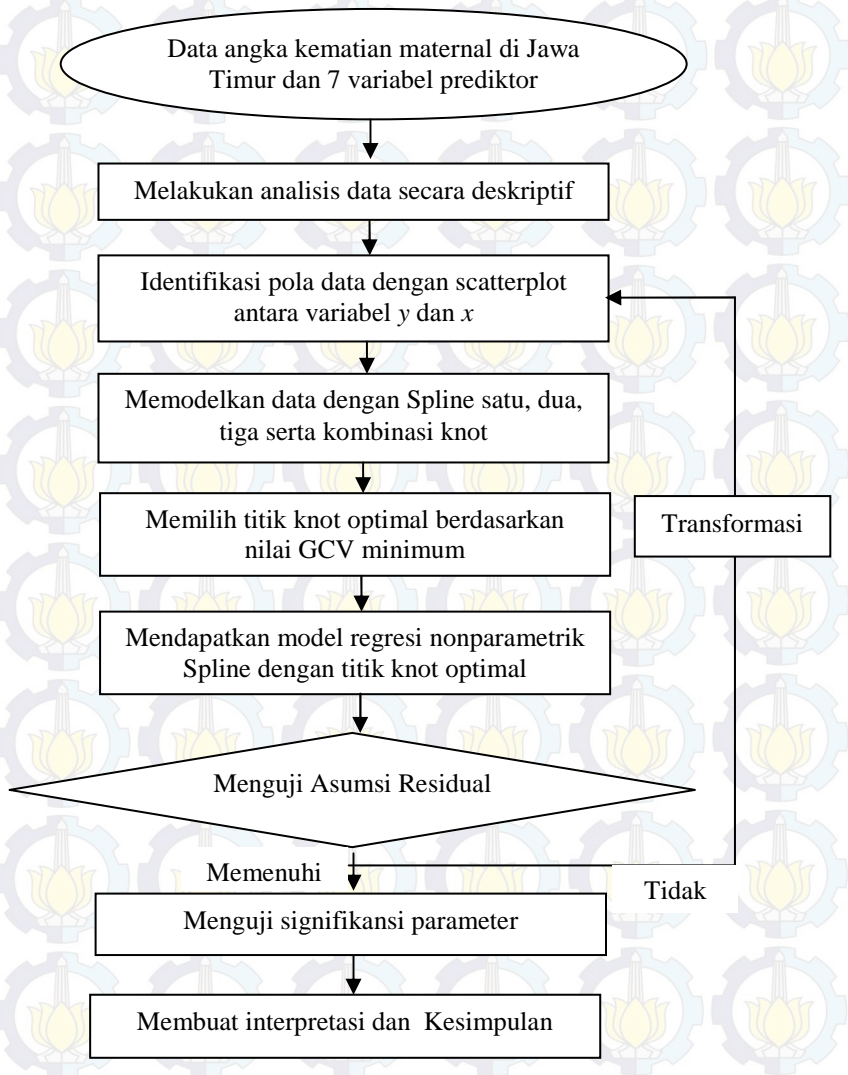 Data angka kematian maternal di Jawa
Timur dan 7 variabel prediktor
Melakukan analisis data secara deskriptif
Identifikasi pola data dengan scatterplot
antara variabel y dan x
Memodelkan data dengan Spline satu, dua,
tiga serta kombinasi knot
Memilih titik knot optimal berdasarkan
nilai GCV minimum
Transformasi
Mendapatkan model regresi nonparametrik
Spline dengan titik knot optimal
Menguji Asumsi Residual
Memenuhi
Tidak
Menguji signifikansi parameter
Membuat interpretasi dan Kesimpulan